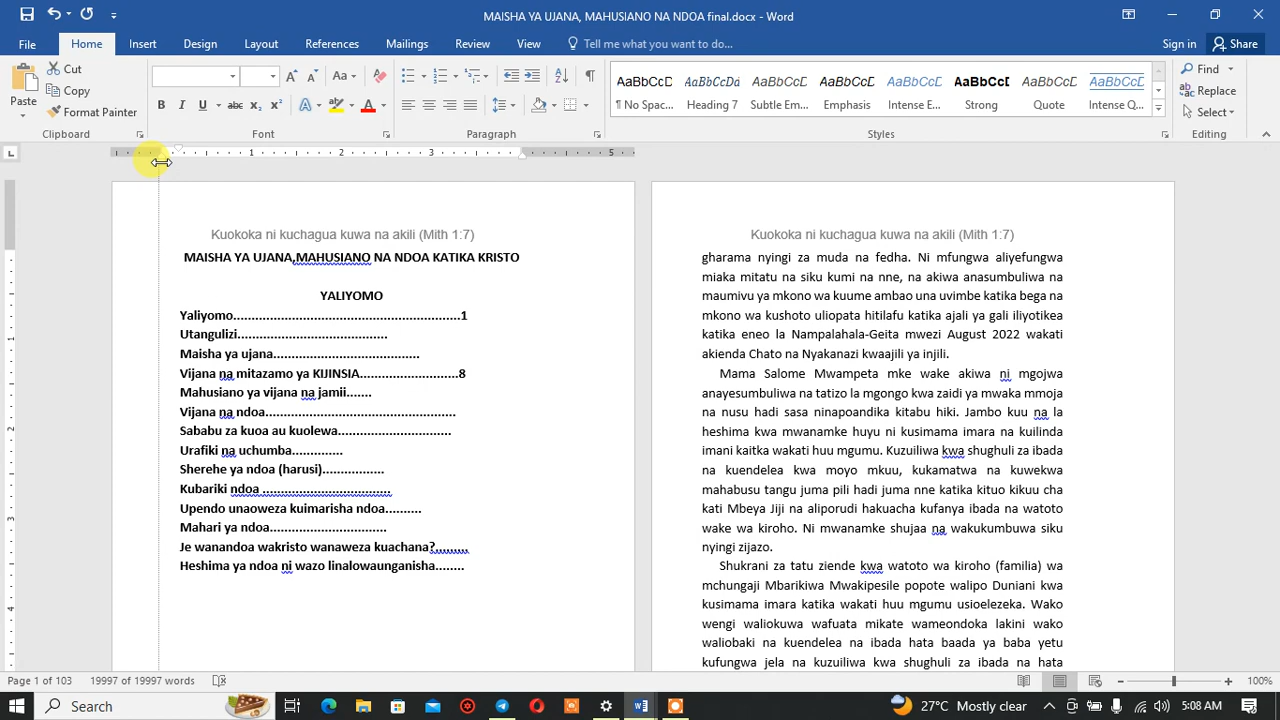 MAISHA YA UJANA, MAHUSIANO NA NDOA final.docx - Word
File Home Insert Design Layout References Mailings Review View Tell me what you want to do... Sign in Share
Paste Cut Copy Format Painter
Clipboard
Font
Paragraph
AaBbCcD AaBbCcDd AaBbCcD AaBbCcD AaBbCcD AaBbCcD AaBbCcD AaBbCcD
¶ No Spac... Heading 7 Subtle Em... Emphasis Intense E... Strong Quote Intense Q...
Styles
Find
Replace
Select
Editing
1 2 3 5
Kuokoka ni kuchagua kuwa na akili (Mith 1:7)
MAISHA YA UJANA,MAHUSIANO NA NDOA KATIKA KRISTO
YALIYOMO
Yaliyomo.................................................................1
Utangulizi........................................
Maisha ya ujana.......................................
Vijana na mitazamo ya KIJINSIA..........................8
Mahusiano ya vijana na jamii.......
Vijana na ndoa...................................................
Sababu za kuoa au kuolewa..............................
Urafiki na uchumba..............
Sherehe ya ndoa (harusi)................
Kubariki ndoa ...................................
Upendo unaoweza kuimarisha ndoa..........
Mahari ya ndoa...............................
Je wanandoa wakristo wanaweza kuachana?,,,,,,,,,
Heshima ya ndoa ni wazo linalowaunganisha........
Kuokoka ni kuchagua kuwa na akili (Mith 1:7)
gharama nyingi za muda na fedha. Ni mfungwa aliyefungwa
miaka mitatu na siku kumi na nne, na akiwa anasumbuliwa na
maumivu ya mkono wa kuume ambao una uvimbe katika bega na
mkono wa kushoto uliopata hitilafu katika ajali ya gali iliyotikea
katika eneo la Nampalahala-Geita mwezi August 2022 wakati
akienda Chato na Nyakanazi kwaajili ya injili.
Mama Salome Mwampeta mke wake akiwa ni mgojwa
anayesumbuliwa na tatizo la mgongo kwa zaidi ya mwaka mmoja
na nusu hadi sasa ninapoandika kitabu hiki. Jambo kuu na la
heshima kwa mwanamke huyu ni kusimama imara na kuilinda
imani kaitka wakati huu mgumu. Kuzuiliwa kwa shughuli za ibada
na kuendelea kwa moyo mkuu, kukamatwa na kuwekwa
mahabusu tangu juma pili hadi juma nne katika kituo kikuu cha
kati Mbeya Jiji na aliporudi hakuacha kufanya ibada na watoto
wake wa kiroho. Ni mwanamke shujaa na wakukumbuwa siku
nyingi zijazo.
Shukrani za tatu ziende kwa watoto wa kiroho (familia) wa
mchungaji Mbarikiwa Mwakipesile popote walipo Duniani kwa
kusimama imara katika wakati huu mgumu usioelezeka. Wako
wengi waliokuwa wafuata mikate wameondoka lakini wako
waliobaki na kuendelea na ibada hata baada ya baba yetu
kufungwa jela na kuzuiliwa kwa shughuli za ibada na hata
Page 1 of 103 19997 of 19997 words 100%
Search 27°C Mostly clear 5:08 AM